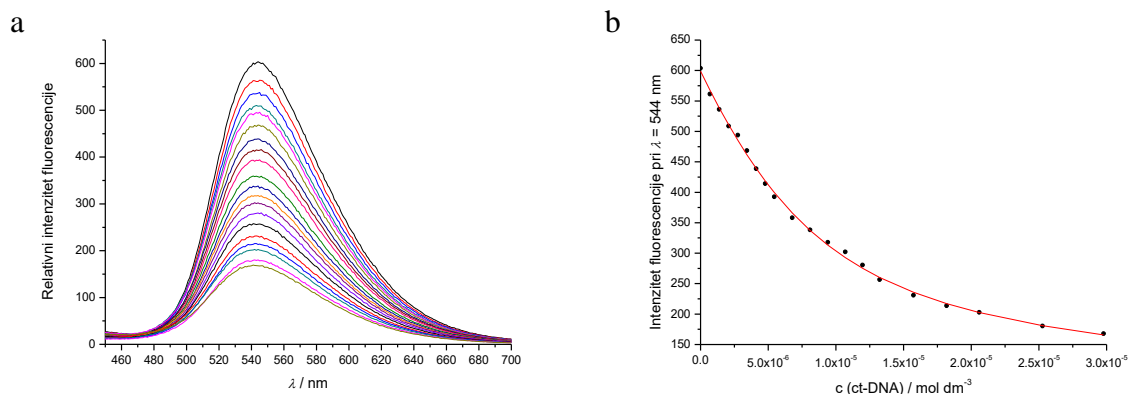 a
Relativni intenzitet fluorescencije
600
500
400
300
200
100
0
460 480 500 520 540 560 580 600 620 640 660 680 700
λ / nm
b
Intenzitet fluorescencije pri λ = 544 nm
650
600
550
500
450
400
350
300
250
200
150
0.0 5.0x10⁻⁶ 1.0x10⁻⁵ 1.5x10⁻⁵ 2.0x10⁻⁵ 2.5x10⁻⁵ 3.0x10⁻⁵
c (ct-DNA) / mol dm⁻³